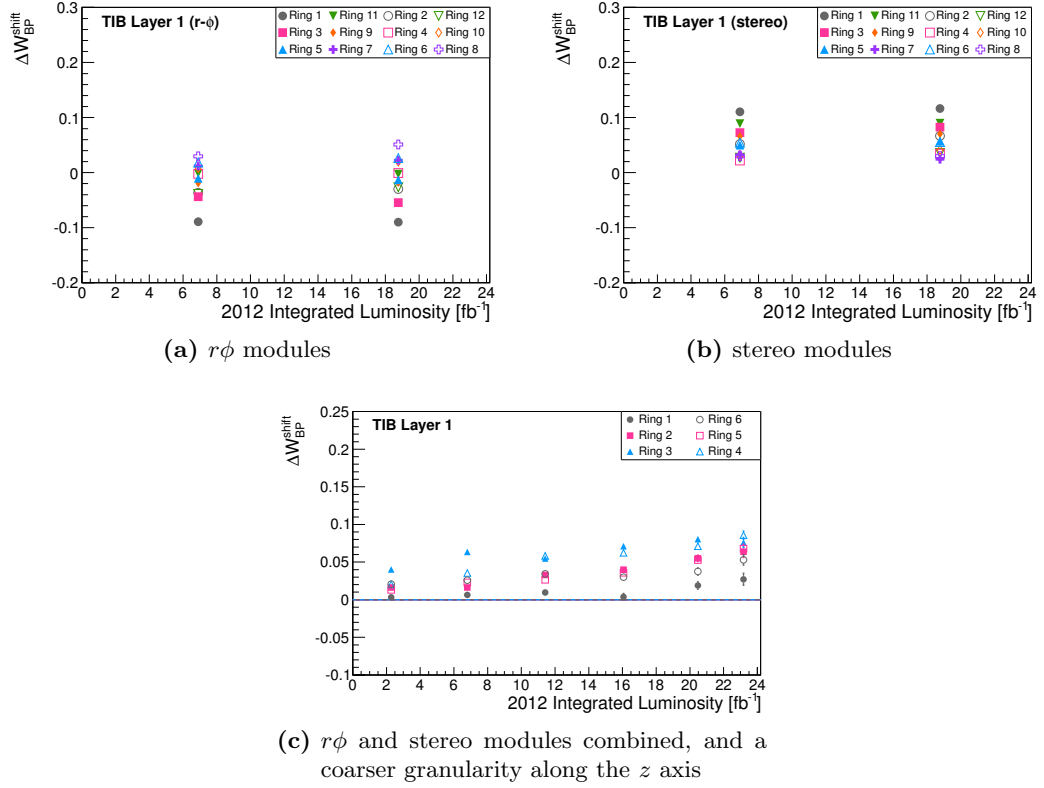 TIB Layer 1 (r-ϕ)
Ring 1 Ring 11 Ring 2 Ring 12
Ring 3 Ring 9 Ring 4 Ring 10
Ring 5 Ring 7 Ring 6 Ring 8
ΔW_BP^shift
0.3
0.2
0.1
0
-0.1
-0.2
0 2 4 6 8 10 12 14 16 18 20 22 24
2012 Integrated Luminosity [fb⁻¹]
(a) rϕ modules
TIB Layer 1 (stereo)
Ring 1 Ring 11 Ring 2 Ring 12
Ring 3 Ring 9 Ring 4 Ring 10
Ring 5 Ring 7 Ring 6 Ring 8
ΔW_BP^shift
0.3
0.2
0.1
0
-0.1
-0.2
0 2 4 6 8 10 12 14 16 18 20 22 24
2012 Integrated Luminosity [fb⁻¹]
(b) stereo modules
TIB Layer 1
Ring 1 Ring 6
Ring 2 Ring 5
Ring 3 Ring 4
ΔW_BP^shift
0.25
0.2
0.15
0.1
0.05
0
-0.05
-0.1
0 2 4 6 8 10 12 14 16 18 20 22 24
2012 Integrated Luminosity [fb⁻¹]
(c) rϕ and stereo modules combined, and a
coarser granularity along the z axis